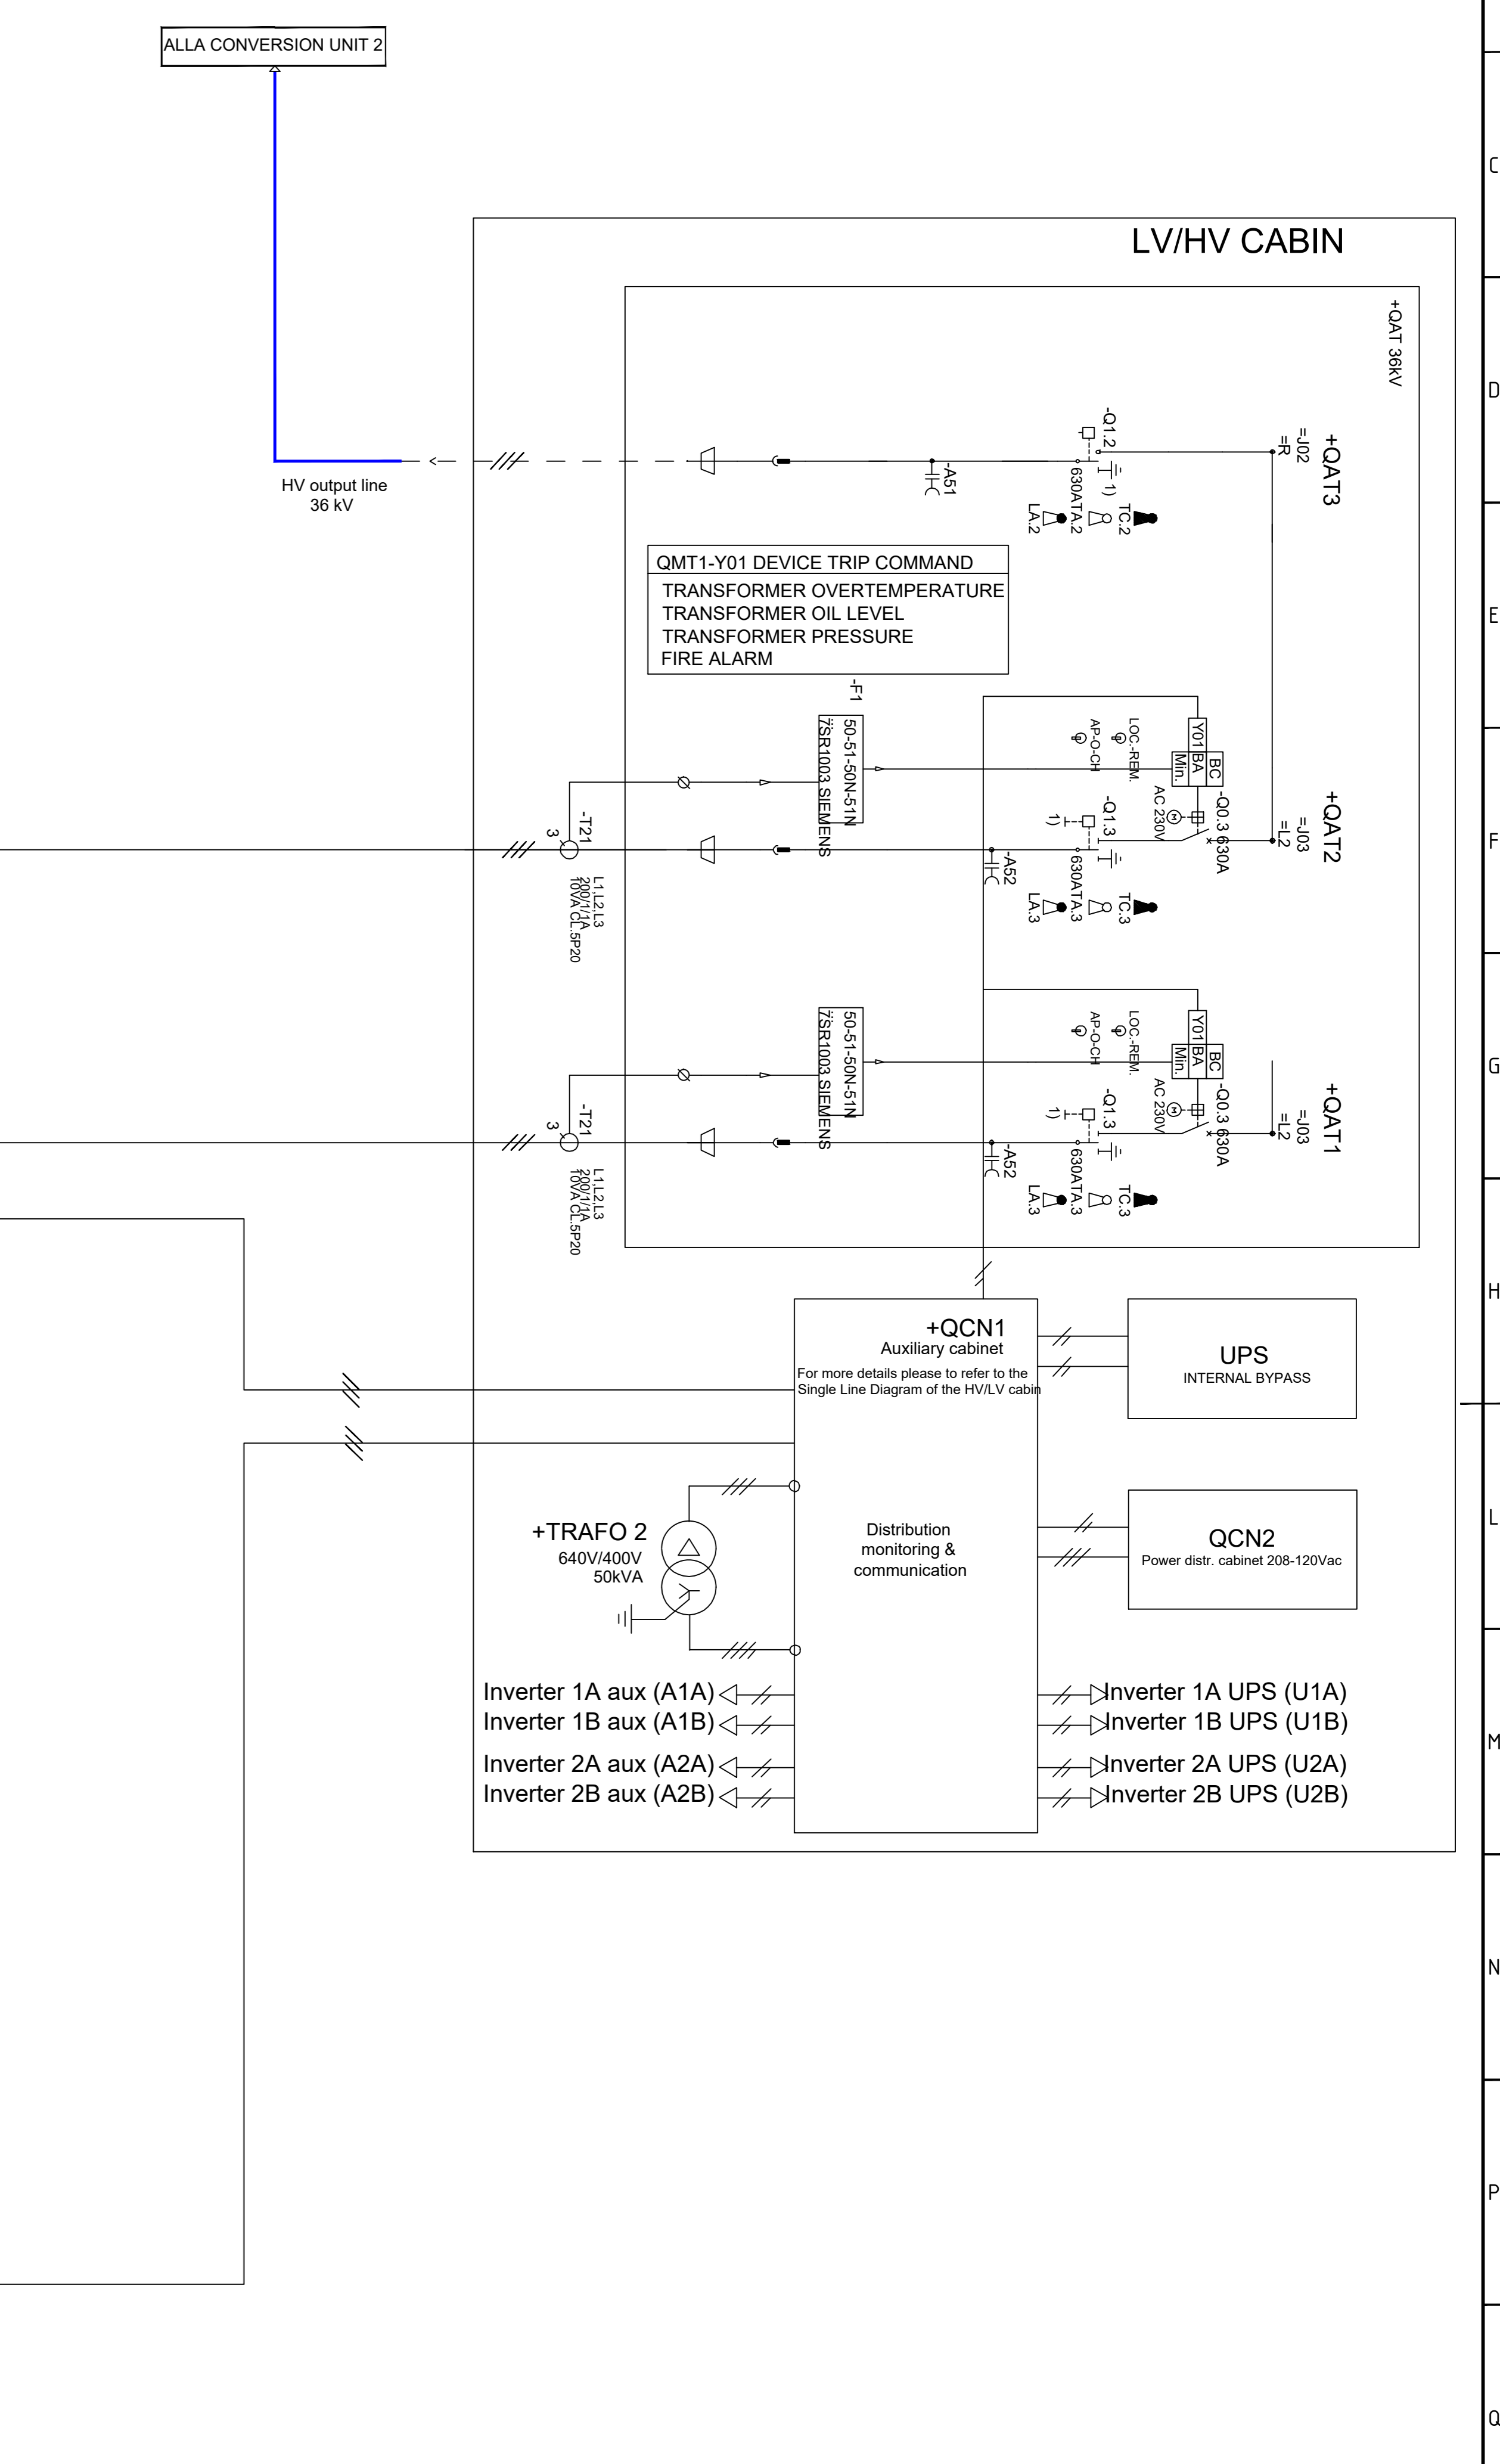 ALLA CONVERSION UNIT 2
C
LV/HV CABIN
+QAT 36kV
D
HV output line
36 kV
-A51
-Q1.2
1)
630A
TA.2
LA.2
TC.2
=J02
=R
+QAT3
QMT1-Y01 DEVICE TRIP COMMAND
TRANSFORMER OVERTEMPERATURE
TRANSFORMER OIL LEVEL
TRANSFORMER PRESSURE
FIRE ALARM
E
-F1
50-51-50N-51N
7SR1003 SIEMENS
AP-O-CH
LOC.-REM.
Y01
BA
BC
Min.
AC 230V
M
-Q0.3 630A
-Q1.3
1)
-T21
3
L1,L2,L3
200/1/1A
10VA CL.5P20
-A52
630A
TA.3
LA.3
TC.3
=J03
=L2
+QAT2
F
50-51-50N-51N
7SR1003 SIEMENS
AP-O-CH
LOC.-REM.
Y01
BA
BC
Min.
AC 230V
M
-Q0.3 630A
-Q1.3
1)
-T21
3
L1,L2,L3
200/1/1A
10VA CL.5P20
-A52
630A
TA.3
LA.3
TC.3
=J03
=L2
+QAT1
G
H
+QCN1
Auxiliary cabinet
For more details please to refer to the
Single Line Diagram of the HV/LV cabin
UPS
INTERNAL BYPASS
+TRAFO 2
640V/400V
50kVA
Distribution
monitoring &
communication
QCN2
Power distr. cabinet 208-120Vac
L
Inverter 1A aux (A1A)
Inverter 1B aux (A1B)
Inverter 2A aux (A2A)
Inverter 2B aux (A2B)
Inverter 1A UPS (U1A)
Inverter 1B UPS (U1B)
Inverter 2A UPS (U2A)
Inverter 2B UPS (U2B)
M
N
P
Q